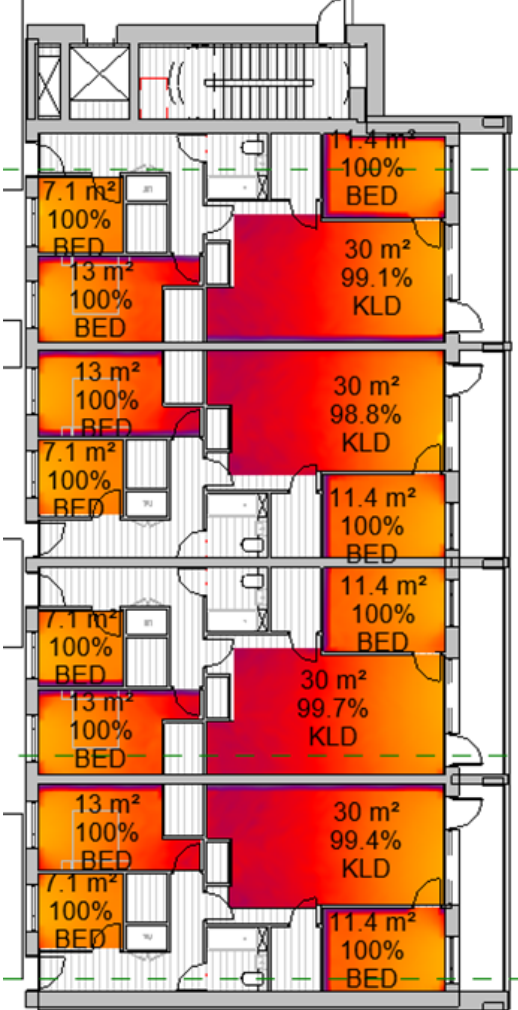 11.4 m²
100%
BED
7.1 m²
100%
BED
30 m²
99.1%
KLD
13 m²
100%
BED
13 m²
100%
BED
30 m²
98.8%
KLD
7.1 m²
100%
BED
11.4 m²
100%
BED
11.4 m²
100%
BED
7.1 m²
100%
BED
30 m²
99.7%
KLD
13 m²
100%
BED
13 m²
100%
BED
30 m²
99.4%
KLD
7.1 m²
100%
BED
11.4 m²
100%
BED